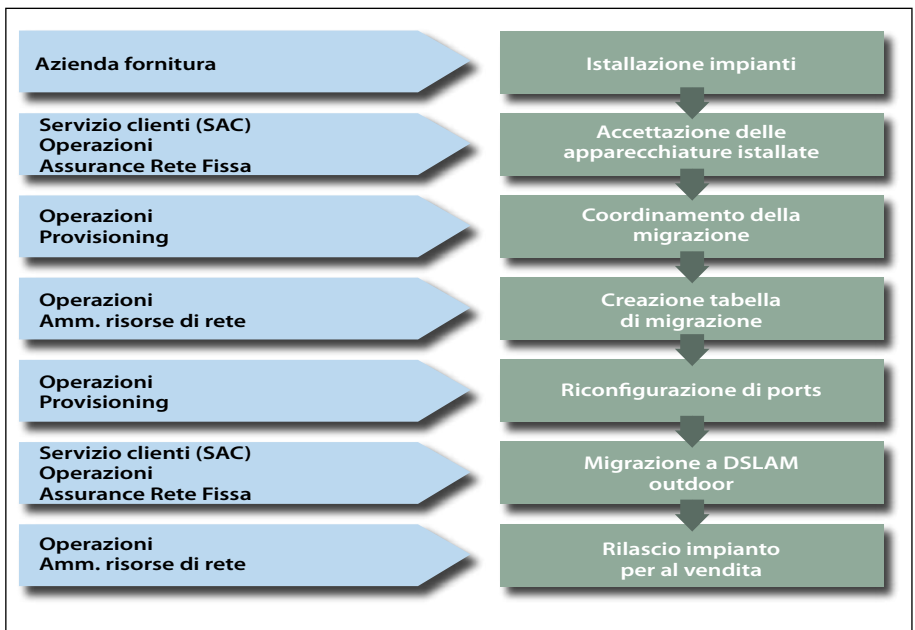 Azienda fornitura
Istallazione impianti
Servizio clienti (SAC)
Operazioni
Assurance Rete Fissa
Accettazione delle
apparecchiature istallate
Operazioni
Provisioning
Coordinamento della
migrazione
Operazioni
Amm. risorse di rete
Creazione tabella
di migrazione
Operazioni
Provisioning
Riconfigurazione di ports
Servizio clienti (SAC)
Operazioni
Assurance Rete Fissa
Migrazione a DSLAM
outdoor
Operazioni
Amm. risorse di rete
Rilascio impianto
per al vendita